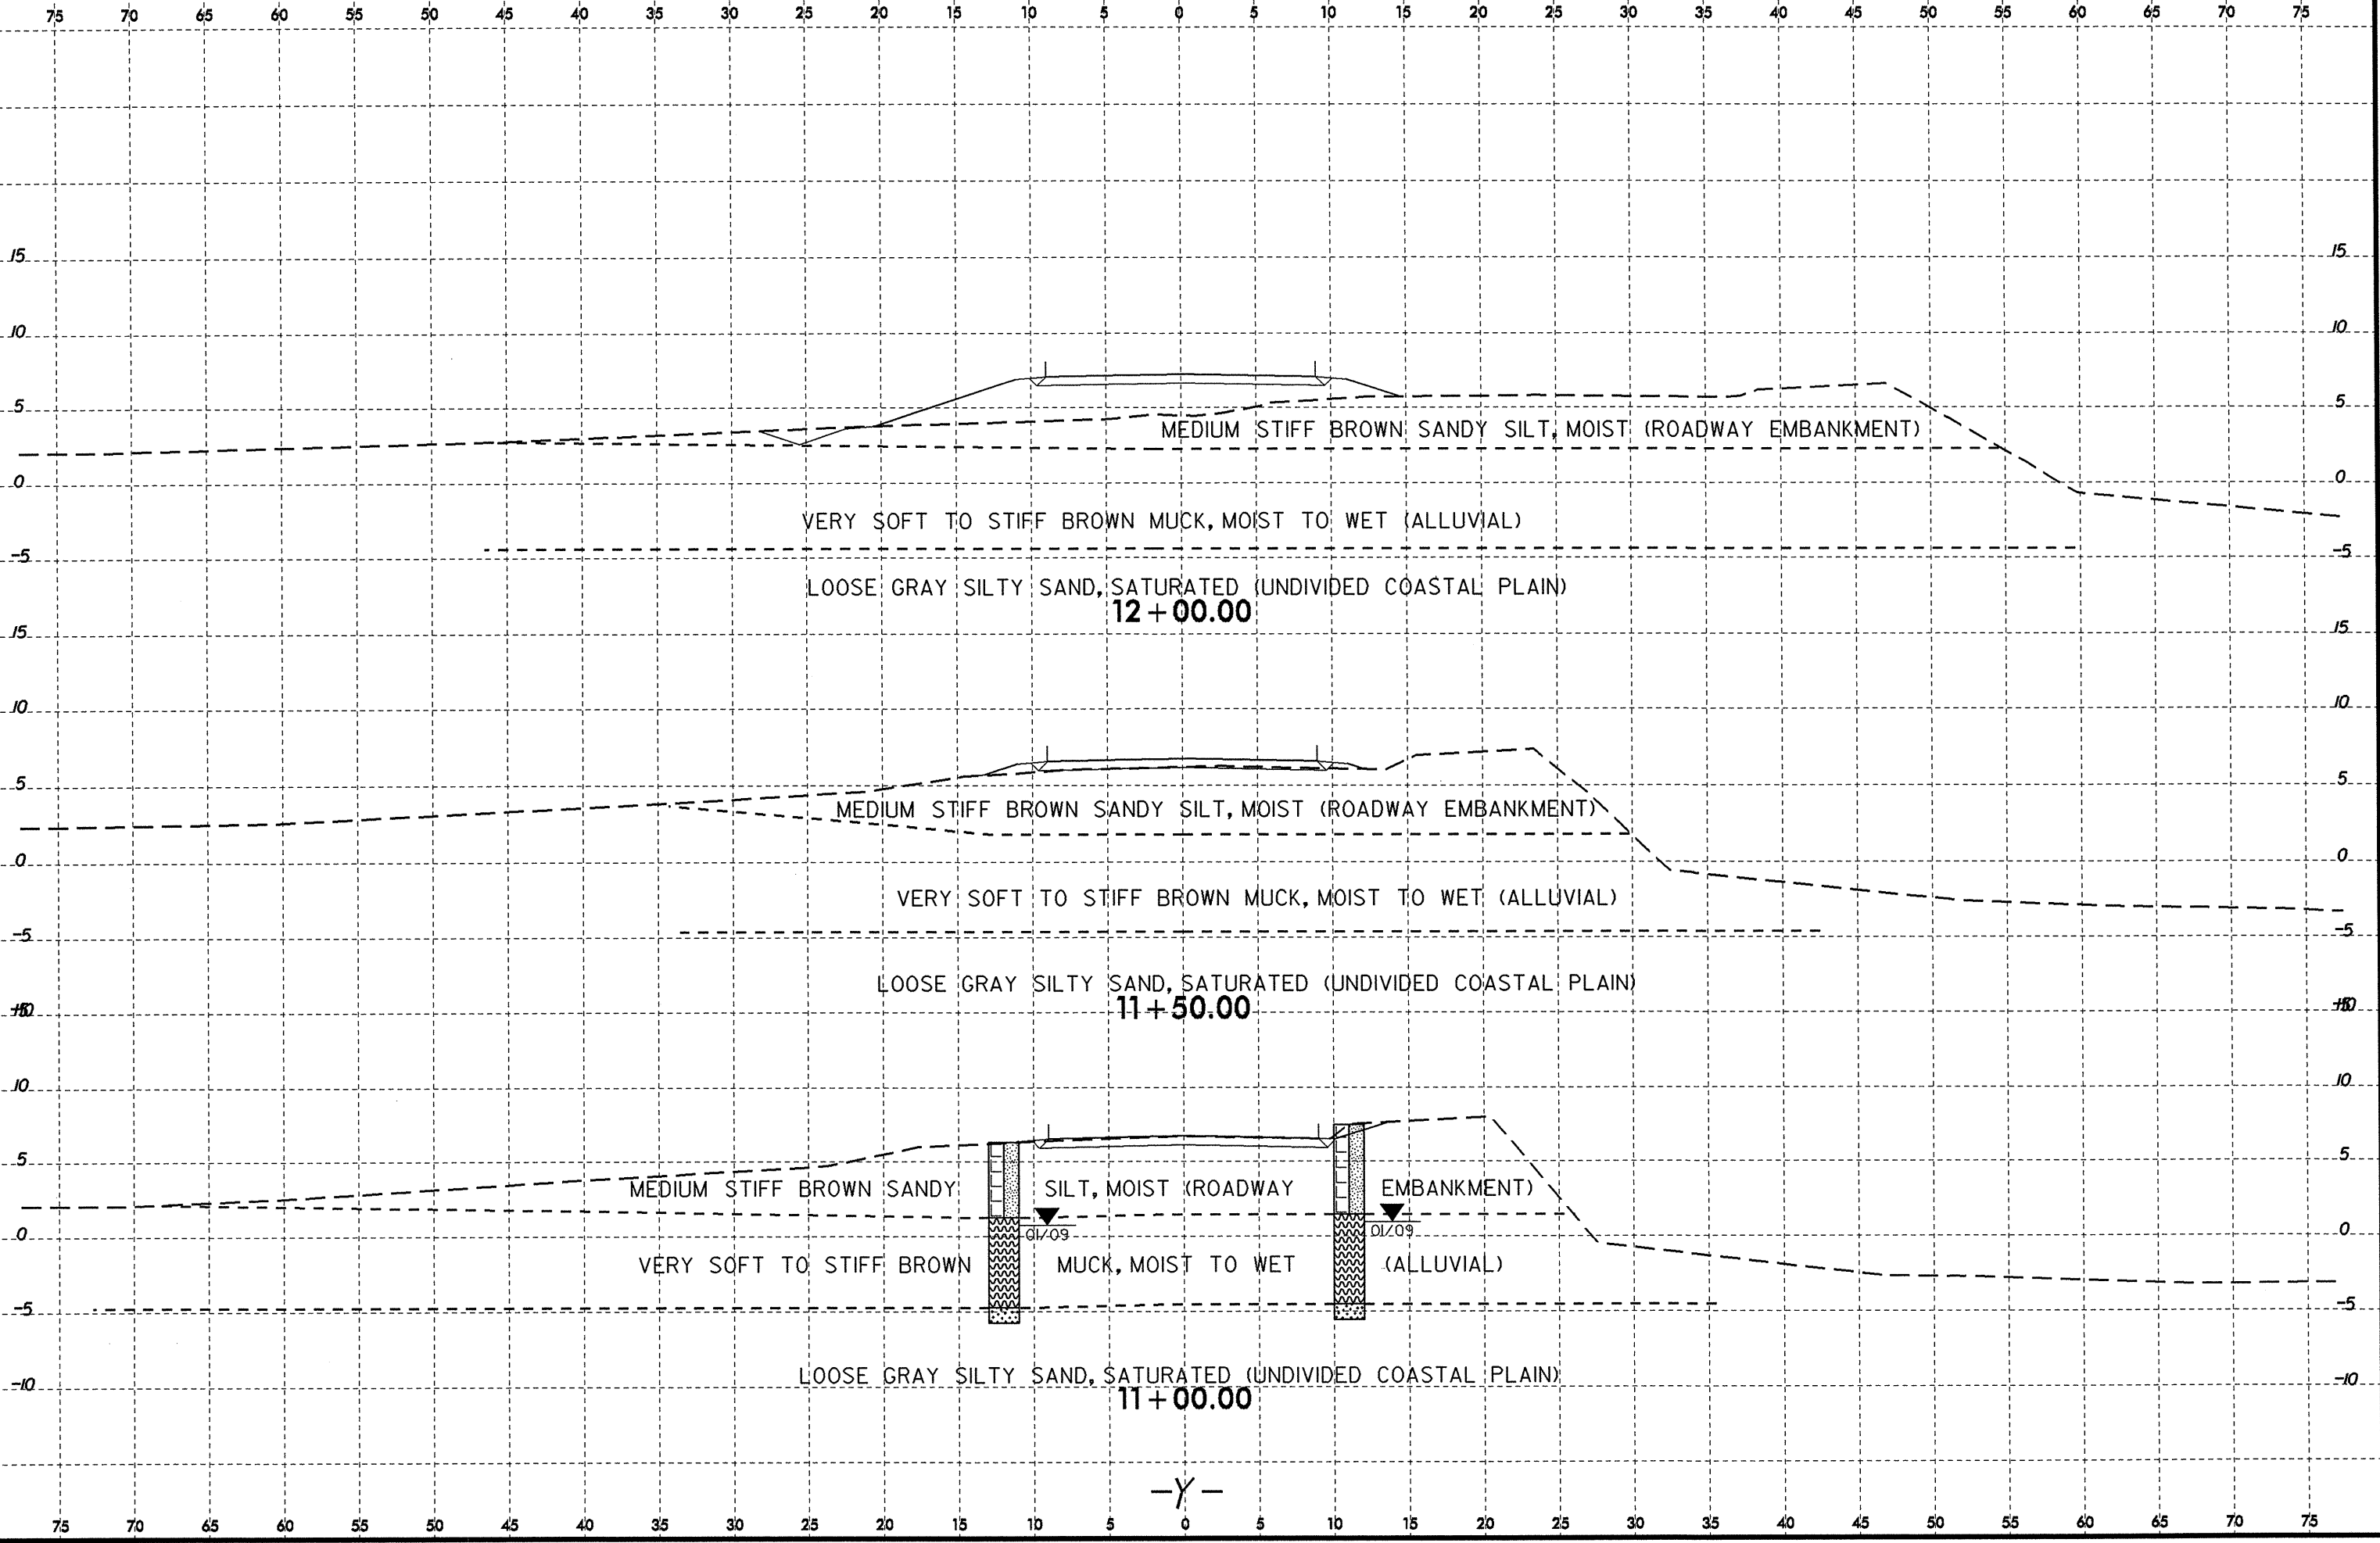 75 70 65 60 55 50 45 40 35 30 25 20 15 10 5 0 5 10 15 20 25 30 35 40 45 50 55 60 65 70 75
15 15
10 10
5 5
MEDIUM STIFF BROWN SANDY SILT, MOIST (ROADWAY EMBANKMENT)
0 0
VERY SOFT TO STIFF BROWN MUCK, MOIST TO WET (ALLUVIAL)
-5 -5
LOOSE GRAY SILTY SAND, SATURATED (UNDIVIDED COASTAL PLAIN)
12+00.00
15 15
10 10
5 5
MEDIUM STIFF BROWN SANDY SILT, MOIST (ROADWAY EMBANKMENT)
0 0
VERY SOFT TO STIFF BROWN MUCK, MOIST TO WET (ALLUVIAL)
-5 -5
LOOSE GRAY SILTY SAND, SATURATED (UNDIVIDED COASTAL PLAIN)
11+50.00
10 10
5 5
MEDIUM STIFF BROWN SANDY SILT, MOIST (ROADWAY EMBANKMENT)
0 01/09 01/09 0
VERY SOFT TO STIFF BROWN MUCK, MOIST TO WET (ALLUVIAL)
-5 -5
LOOSE GRAY SILTY SAND, SATURATED (UNDIVIDED COASTAL PLAIN)
-10 -10
11+00.00
-Y-
75 70 65 60 55 50 45 40 35 30 25 20 15 10 5 0 5 10 15 20 25 30 35 40 45 50 55 60 65 70 75